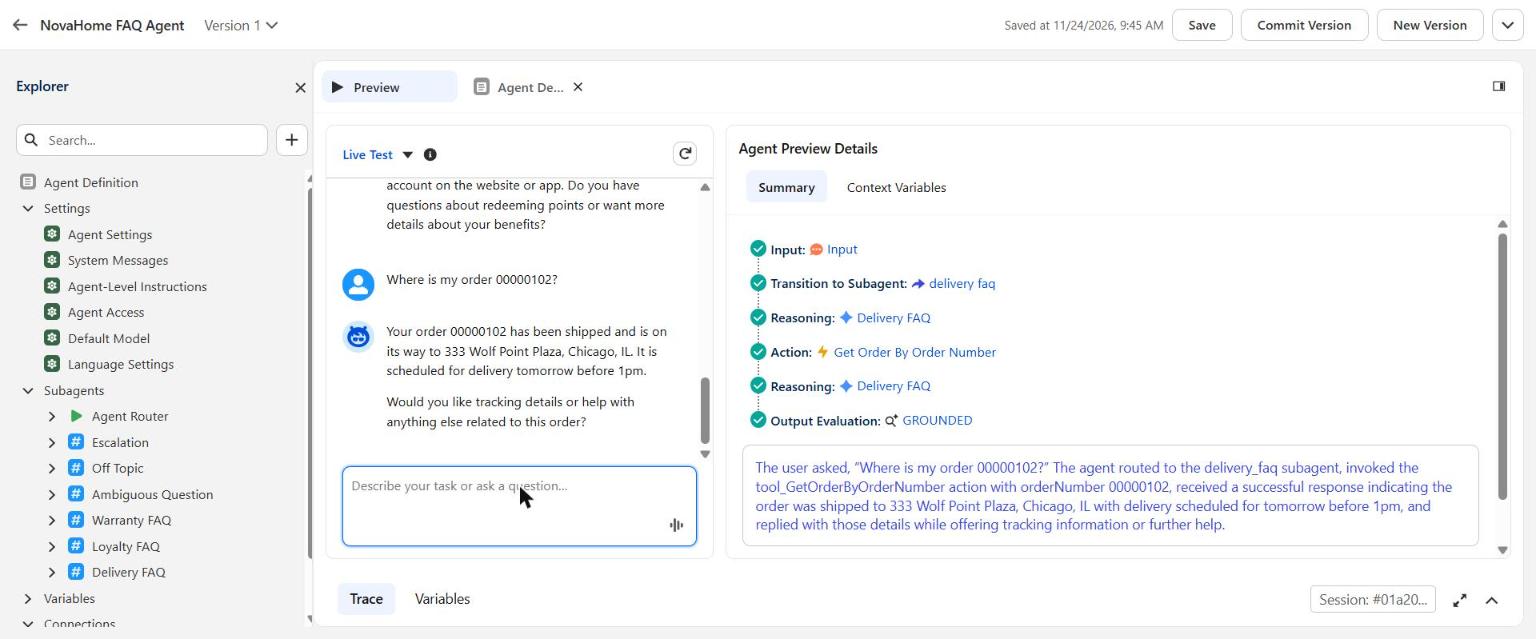 NovaHome FAQ Agent
Version 1
Saved at 11/24/2026, 9:45 AM
Save
Commit Version
New Version
Explorer
Search...
Agent Definition
Settings
Agent Settings
System Messages
Agent-Level Instructions
Agent Access
Default Model
Language Settings
Subagents
Agent Router
Escalation
Off Topic
Ambiguous Question
Warranty FAQ
Loyalty FAQ
Delivery FAQ
Variables
Connections
Preview
Agent De...
Live Test
account on the website or app. Do you have
questions about redeeming points or want more
details about your benefits?
Where is my order 00000102?
Your order 00000102 has been shipped and is on
its way to 333 Wolf Point Plaza, Chicago, IL. It is
scheduled for delivery tomorrow before 1pm.
Would you like tracking details or help with
anything else related to this order?
Describe your task or ask a question...
Agent Preview Details
Summary
Context Variables
Input: Input
Transition to Subagent: delivery faq
Reasoning: Delivery FAQ
Action: Get Order By Order Number
Reasoning: Delivery FAQ
Output Evaluation: GROUNDED
The user asked, "Where is my order 00000102?" The agent routed to the delivery_faq subagent, invoked the
tool_GetOrderByOrderNumber action with orderNumber 00000102, received a successful response indicating the
order was shipped to 333 Wolf Point Plaza, Chicago, IL with delivery scheduled for tomorrow before 1pm, and
replied with those details while offering tracking information or further help.
Trace
Variables
Session: #01a20...